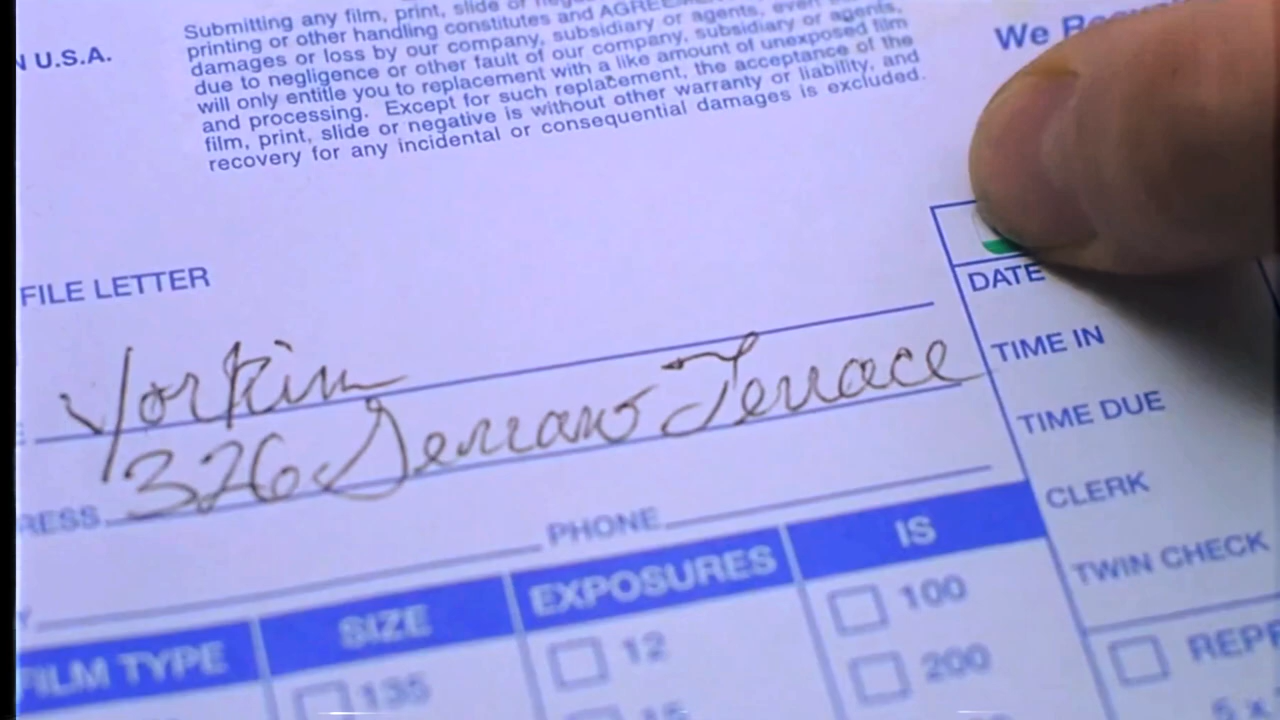 N U.S.A.
Submitting any film, print, slide or
printing or other handling constitutes and AGREEM
damages or loss by our company, subsidiary or agents, even
due to negligence or other fault of our company, subsidiary or agents,
will only entitle you to replacement with a like amount of unexposed film
and processing. Except for such replacement, the acceptance of the
film, print, slide or negative is without other warranty or liability, and
recovery for any incidental or consequential damages is excluded.
We
FILE LETTER
Yorkin
326 Serrano Terrace
RESS
PHONE
DATE
TIME IN
TIME DUE
CLERK
TWIN CHECK
FILM TYPE
SIZE
EXPOSURES
IS
135
12
15
100
200
REPR
5 x